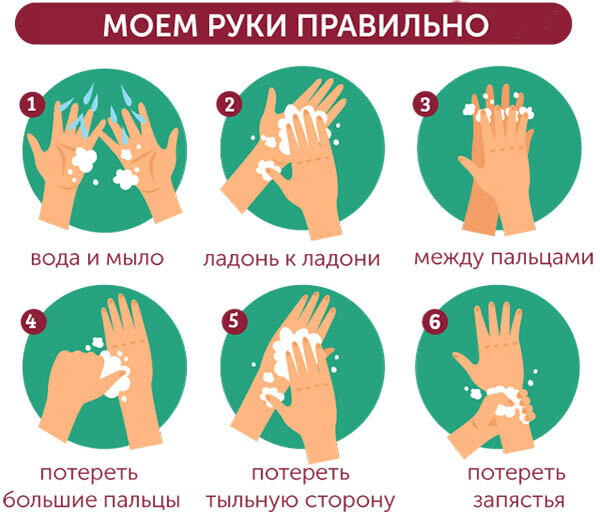 МОЕМ РУКИ ПРАВИЛЬНО
1
вода и мыло
2
ладонь к ладони
3
между пальцами
4
потереть
большие пальцы
5
потереть
тыльную сторону
6
потереть
запястья